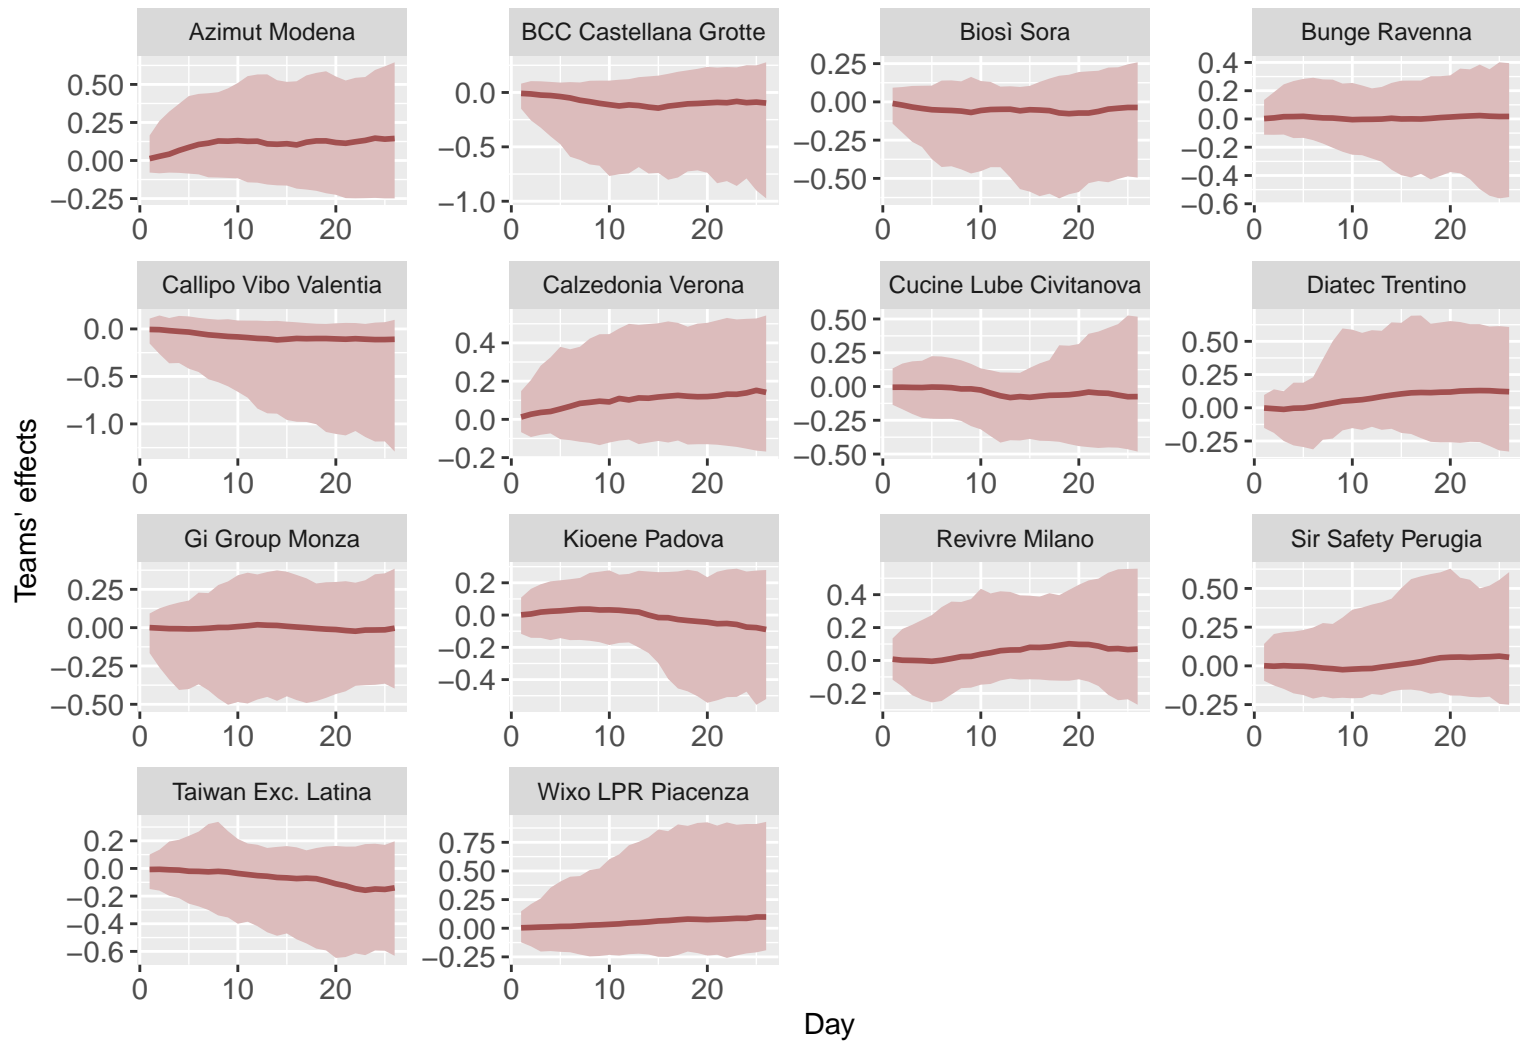 Azimut Modena
BCC Castellana Grotte
Biosì Sora
Bunge Ravenna
0.50
0.25
0.00
−0.25
0 10 20
0.0
−0.5
−1.0
0 10 20
0.25
0.00
−0.25
−0.50
0 10 20
0.4
0.2
0.0
−0.2
−0.4
−0.6
0 10 20
Callipo Vibo Valentia
Calzedonia Verona
Cucine Lube Civitanova
Diatec Trentino
0.0
−0.5
−1.0
0 10 20
0.4
0.2
0.0
−0.2
0 10 20
0.50
0.25
0.00
−0.25
−0.50
0 10 20
0.50
0.25
0.00
−0.25
0 10 20
Teams' effects
Gi Group Monza
Kioene Padova
Revivre Milano
Sir Safety Perugia
0.25
0.00
−0.25
−0.50
0 10 20
0.2
0.0
−0.2
−0.4
0 10 20
0.4
0.2
0.0
−0.2
0 10 20
0.50
0.25
0.00
−0.25
0 10 20
Taiwan Exc. Latina
Wixo LPR Piacenza
0.2
0.0
−0.2
−0.4
−0.6
0 10 20
0.75
0.50
0.25
0.00
−0.25
0 10 20
Day